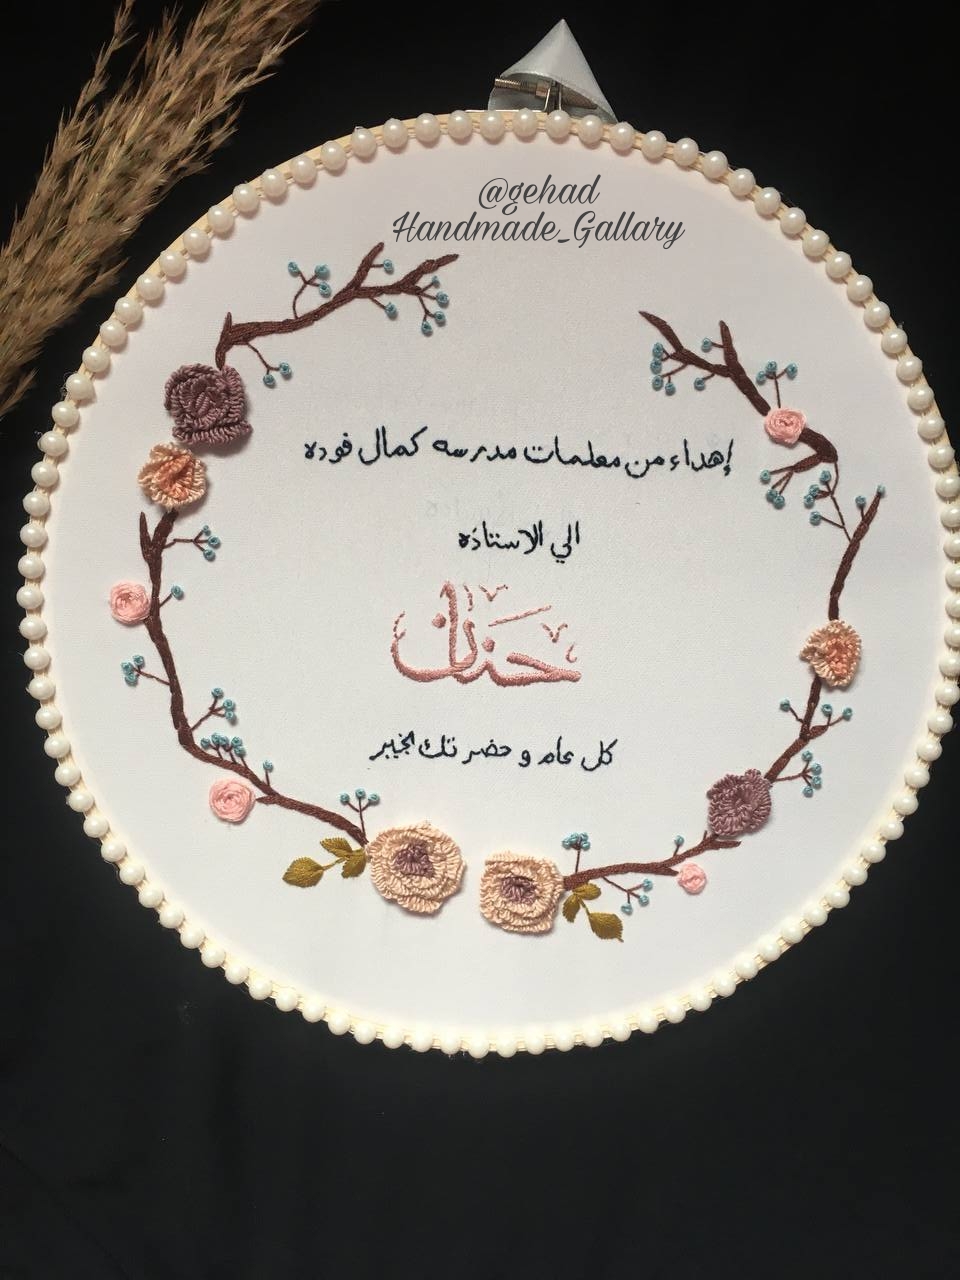 @gehad
Handmade_Gallary
إهداء من معلمات مدرسه كمال فوده
الي الاستاذه
حنان
كل عام و حضرتك بخير